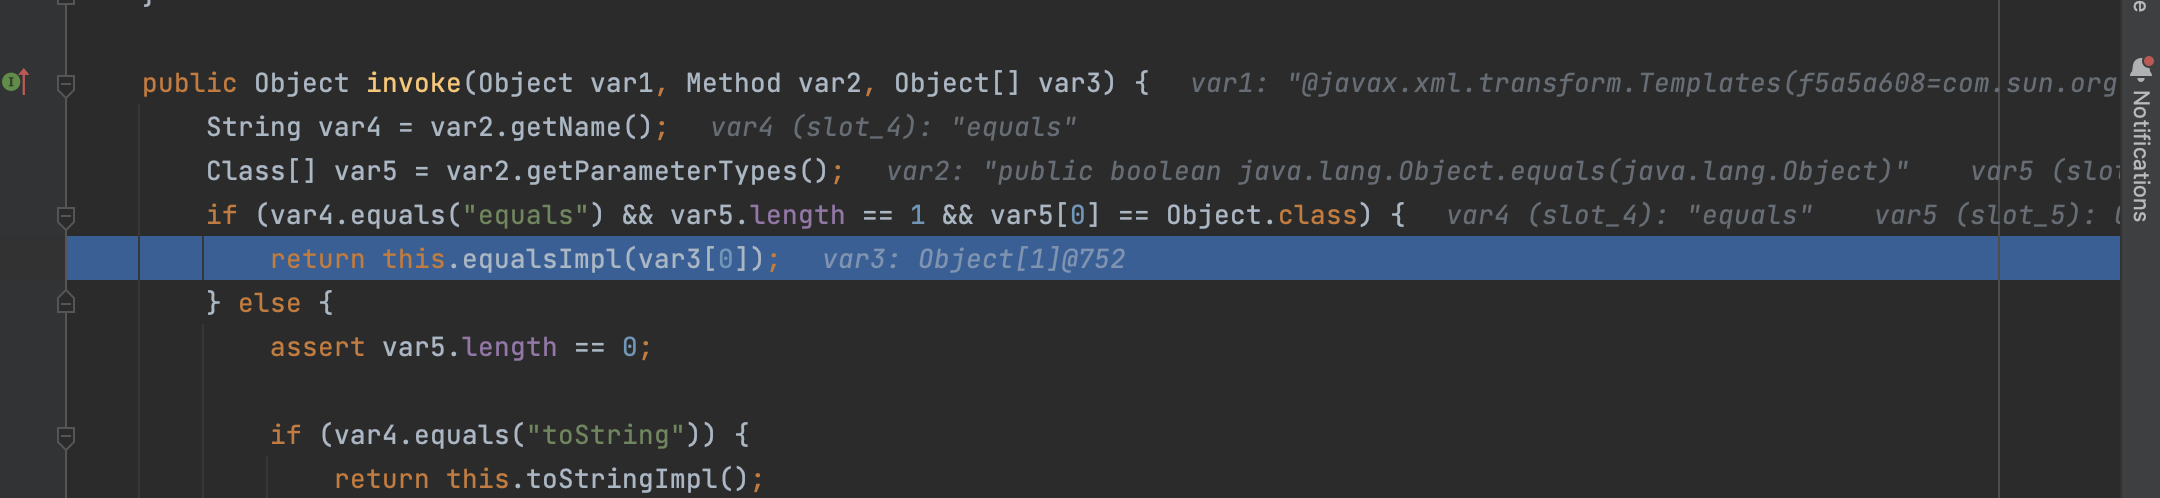 }
public Object invoke(Object var1, Method var2, Object[] var3) {   var1: "@javax.xml.transform.Templates(f5a5a608=com.sun.org
String var4 = var2.getName();   var4 (slot_4): "equals"
Class[] var5 = var2.getParameterTypes();   var2: "public boolean java.lang.Object.equals(java.lang.Object)"   var5 (slot
if (var4.equals("equals") && var5.length == 1 && var5[0] == Object.class) {   var4 (slot_4): "equals"   var5 (slot_5):
return this.equalsImpl(var3[0]);   var3: Object[1]@752
} else {
assert var5.length == 0;
if (var4.equals("toString")) {
return this.toStringImpl();
Notifications